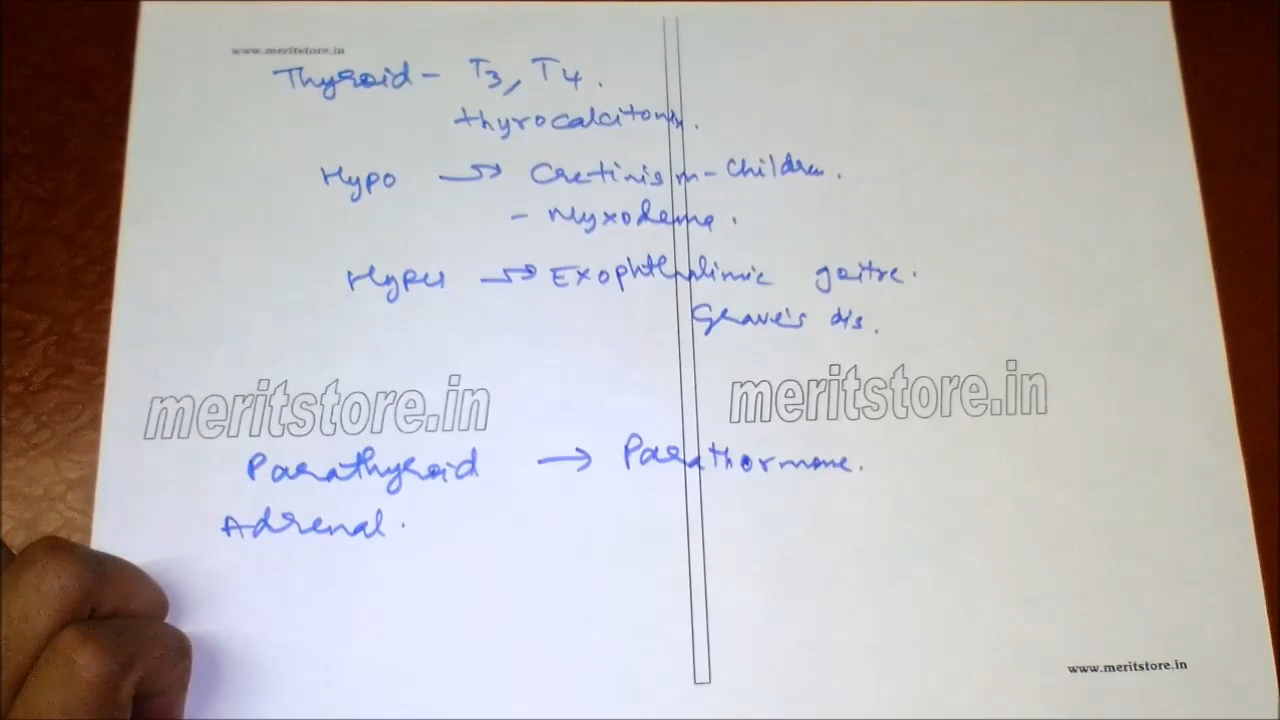 www.meritstore.in
Thyroid - T3, T4.
thyrocalcitonin.
Hypo → Cretinism - Children.
- Myxodema.
Hyper → Exophthalimic goitre.
Grave's dis.
meritstore.in meritstore.in
Parathyroid → Parathormone.
Adrenal.
www.meritstore.in